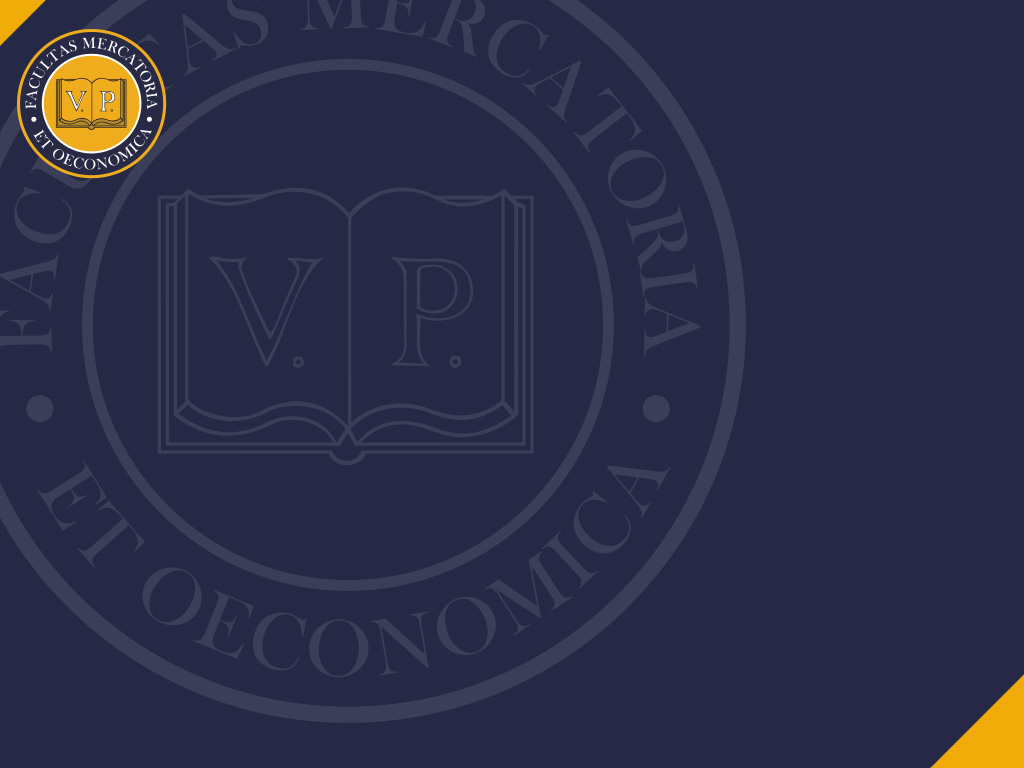 FACULTAS MERCATORIA
V. P.
ET OECONOMICA
FACULTAS MERCATORIA
V. P.
ET OECONOMICA